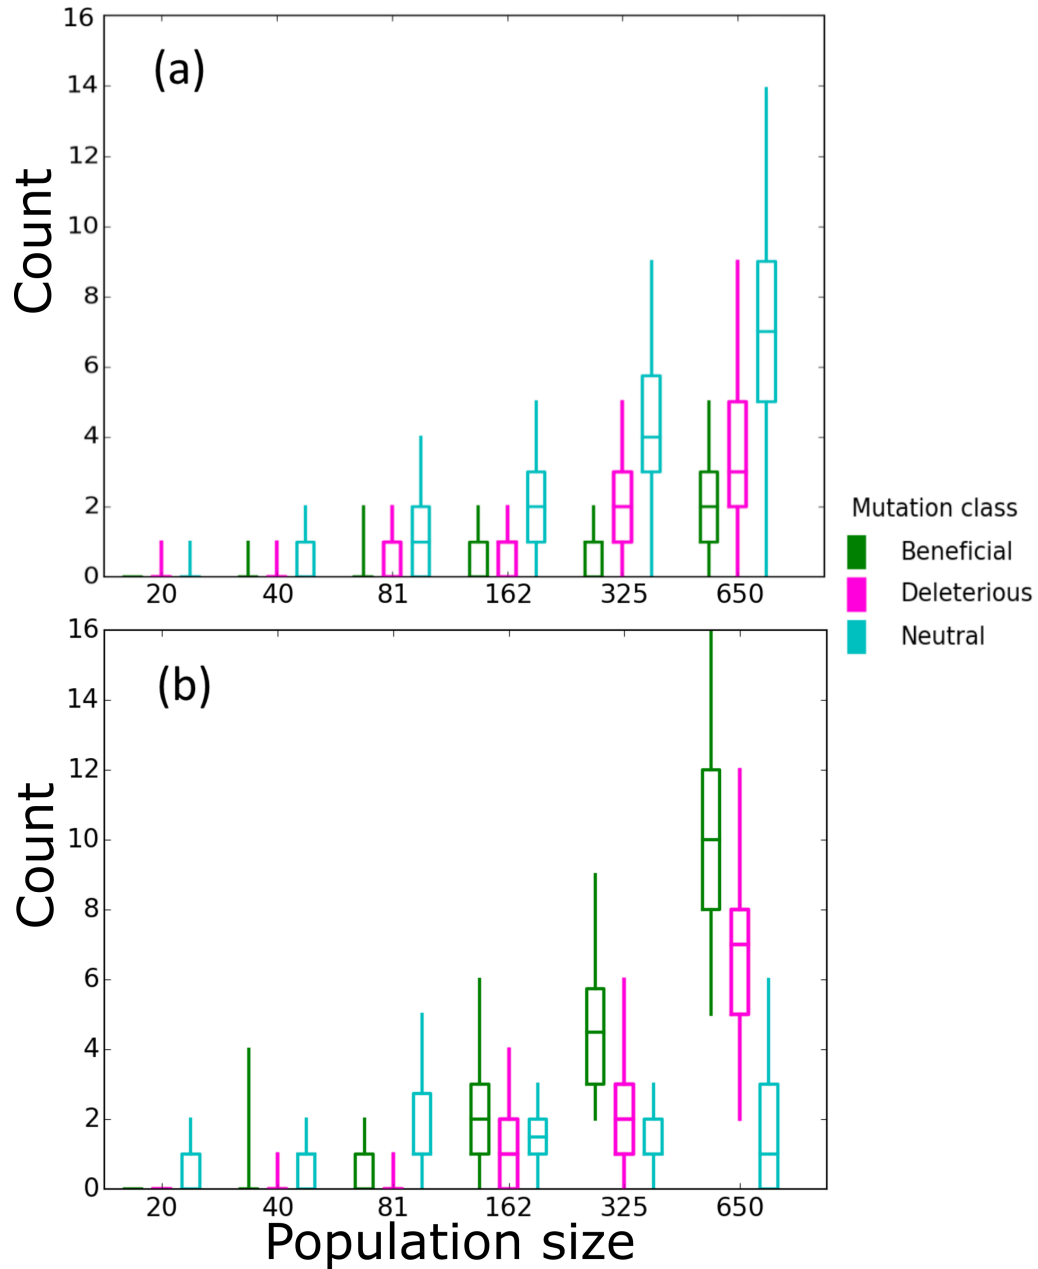 16
(a)
14
12
10
8
6
4
2
0
Count
20 40 81 162 325 650
Mutation class
Beneficial
Deleterious
Neutral
16
(b)
14
12
10
8
6
4
2
0
Count
20 40 81 162 325 650
Population size